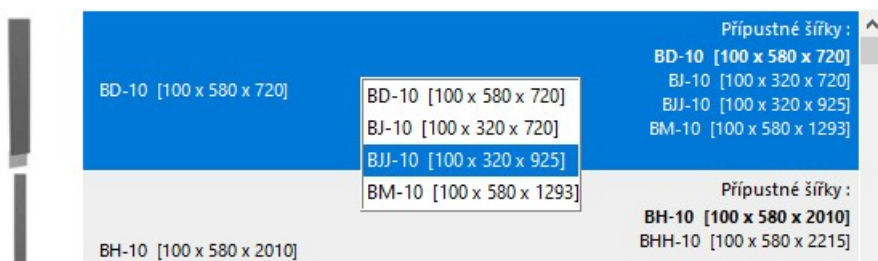 BD-10 [100 x 580 x 720]
BD-10 [100 x 580 x 720]
BJ-10 [100 x 320 x 720]
BJJ-10 [100 x 320 x 925]
BM-10 [100 x 580 x 1293]
Přípustné šířky :
BD-10 [100 x 580 x 720]
BJ-10 [100 x 320 x 720]
BJJ-10 [100 x 320 x 925]
BM-10 [100 x 580 x 1293]
BH-10 [100 x 580 x 2010]
Přípustné šířky :
BH-10 [100 x 580 x 2010]
BHH-10 [100 x 580 x 2215]